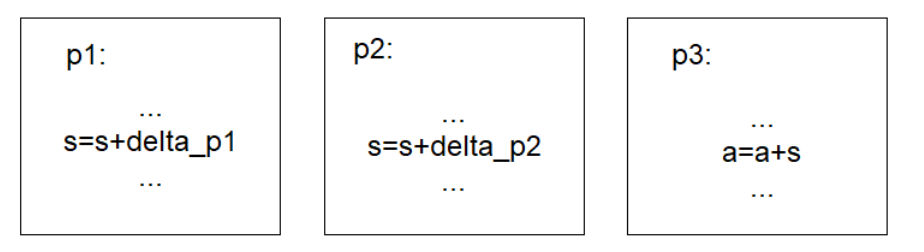 p1:
...
s=s+delta_p1
...
p2:
...
s=s+delta_p2
...
p3:
...
a=a+s
...